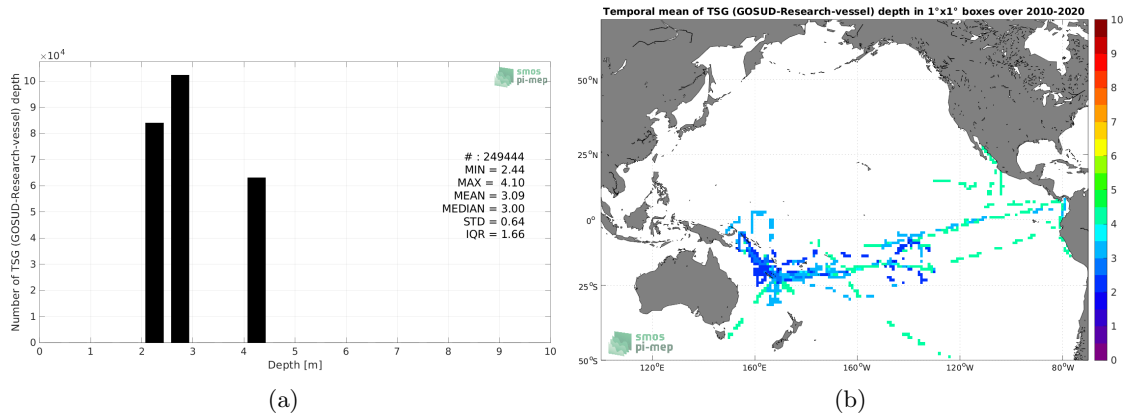 ×10⁴
10
9
8
7
6
5
4
3
2
1
0
0 1 2 3 4 5 6 7 8 9 10
Number of TSG (GOSUD-Research-vessel) depth
Depth [m]
smos
pi-mep
# : 249444
MIN = 2.44
MAX = 4.10
MEAN = 3.09
MEDIAN = 3.00
STD = 0.64
IQR = 1.66
(a)
Temporal mean of TSG (GOSUD-Research-vessel) depth in 1°x1° boxes over 2010-2020
50°N
25°N
0°
25°S
50°S
120°E 160°E 160°W 120°W 80°W
smos
pi-mep
10
9
8
7
6
5
4
3
2
1
0
(b)